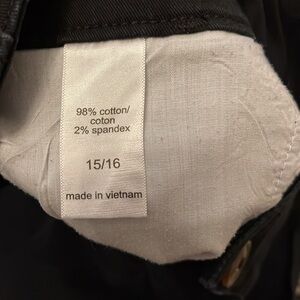 98% cotton/
coton
2% spandex
15/16
made in vietnam